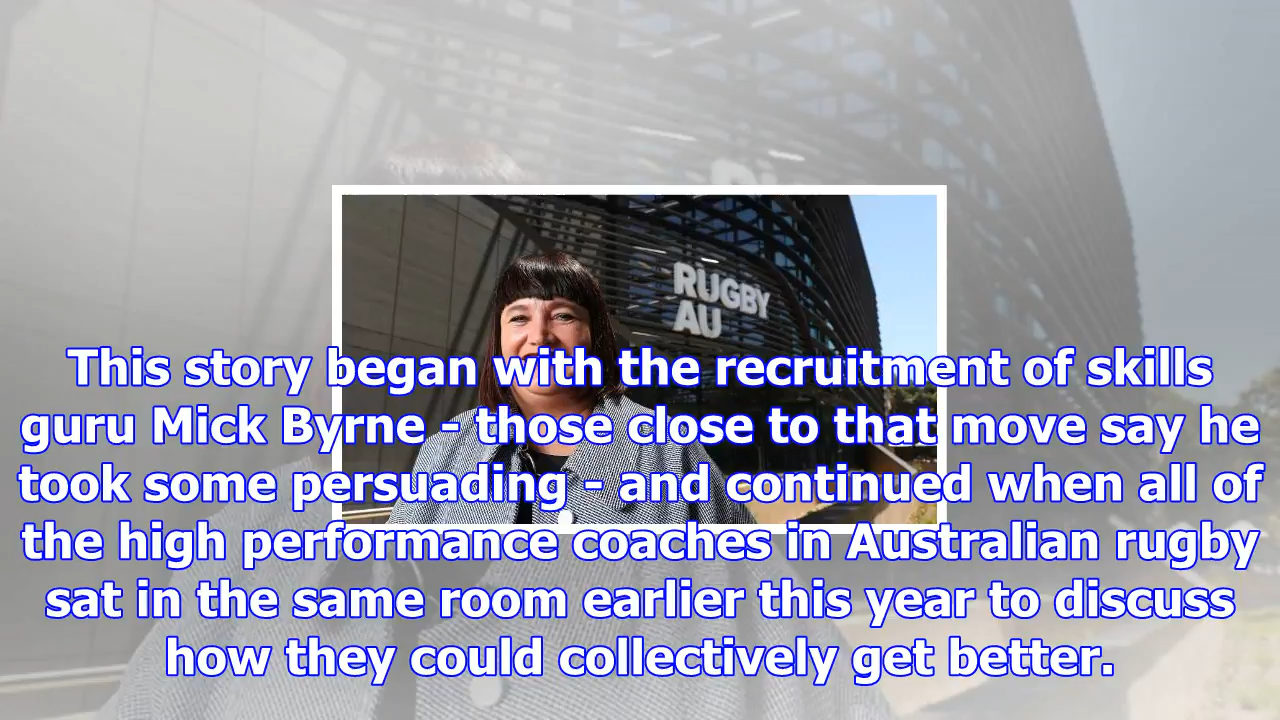 RUGBY
AU
This story began with the recruitment of skills
guru Mick Byrne - those close to that move say he
took some persuading - and continued when all of
the high performance coaches in Australian rugby
sat in the same room earlier this year to discuss
how they could collectively get better.